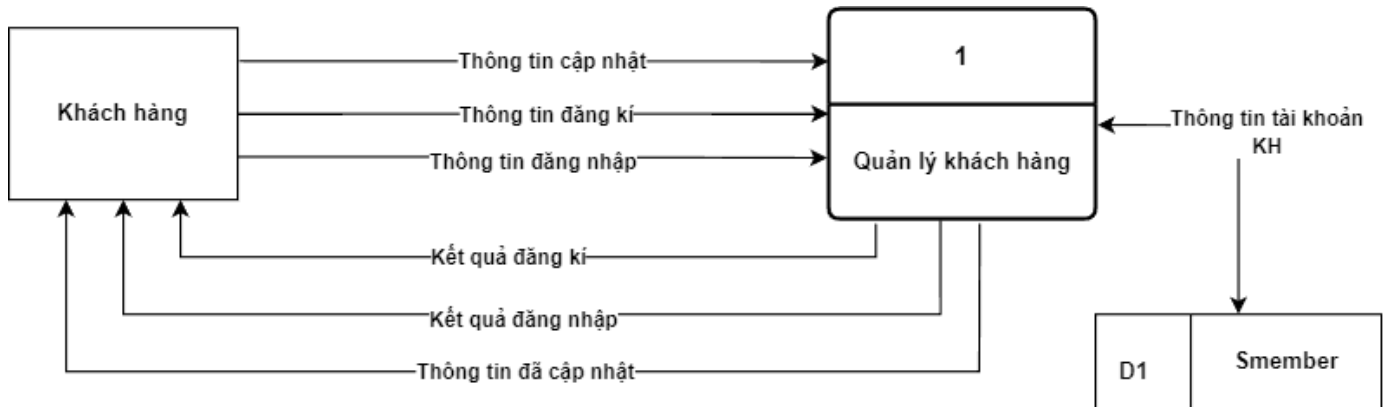 Khách hàng
Thông tin cập nhật
Thông tin đăng kí
Thông tin đăng nhập
1
Quản lý khách hàng
Thông tin tài khoản
KH
Kết quả đăng kí
Kết quả đăng nhập
Thông tin đã cập nhật
D1
Smember